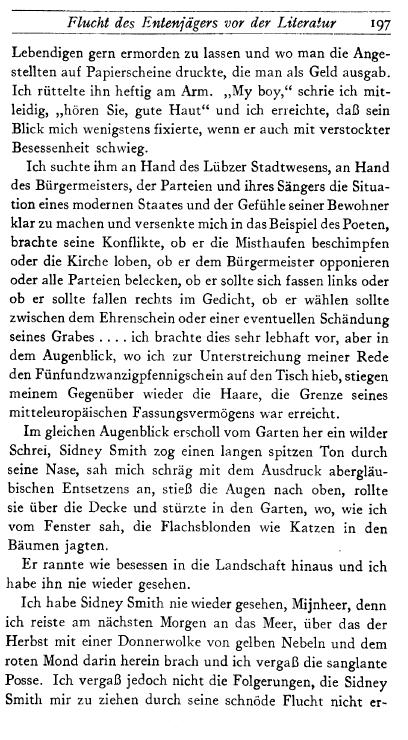 Flucht des Entenjägers vor der Literatur 197
Lebendigen gern ermorden zu lassen und wo man die Ange-
stellten auf Papierscheine druckte, die man als Geld ausgab.
Ich rüttelte ihn heftig am Arm. „My boy,“ schrie ich mit-
leidig, „hören Sie, gute Haut“ und ich erreichte, daß sein
Blick mich wenigstens fixierte, wenn er auch mit verstockter
Besessenheit schwieg.
Ich suchte ihm an Hand des Lübzer Stadtwesens, an Hand
des Bürgermeisters, der Parteien und ihres Sängers die Situa-
tion eines modernen Staates und der Gefühle seiner Bewohner
klar zu machen und versenkte mich in das Beispiel des Poeten,
brachte seine Konflikte, ob er die Misthaufen beschimpfen
oder die Kirche loben, ob er dem Bürgermeister opponieren
oder alle Parteien belecken, ob er sollte sich fassen links oder
ob er sollte fallen rechts im Gedicht, ob er wählen sollte
zwischen dem Ehrenschein oder einer eventuellen Schändung
seines Grabes .... ich brachte dies sehr lebhaft vor, aber in
dem Augenblick, wo ich zur Unterstreichung meiner Rede
den Fünfundzwanzigpfennigschein auf den Tisch hieb, stiegen
meinem Gegenüber wieder die Haare, die Grenze seines
mitteleuropäischen Fassungsvermögens war erreicht.
Im gleichen Augenblick erscholl vom Garten her ein wilder
Schrei, Sidney Smith zog einen langen spitzen Ton durch
seine Nase, sah mich schräg mit dem Ausdruck abergläu-
bischen Entsetzens an, stieß die Augen nach oben, rollte
sie über die Decke und stürzte in den Garten, wo, wie ich
vom Fenster sah, die Flachsblonden wie Katzen in den
Bäumen jagten.
Er rannte wie besessen in die Landschaft hinaus und ich
habe ihn nie wieder gesehen.
Ich habe Sidney Smith nie wieder gesehen, Mijnheer, denn
ich reiste am nächsten Morgen an das Meer, über das der
Herbst mit einer Donnerwolke von gelben Nebeln und dem
roten Mond darin herein brach und ich vergaß die sanglante
Posse. Ich vergaß jedoch nicht die Folgerungen, die Sidney
Smith mir zu ziehen durch seine schnöde Flucht nicht er-